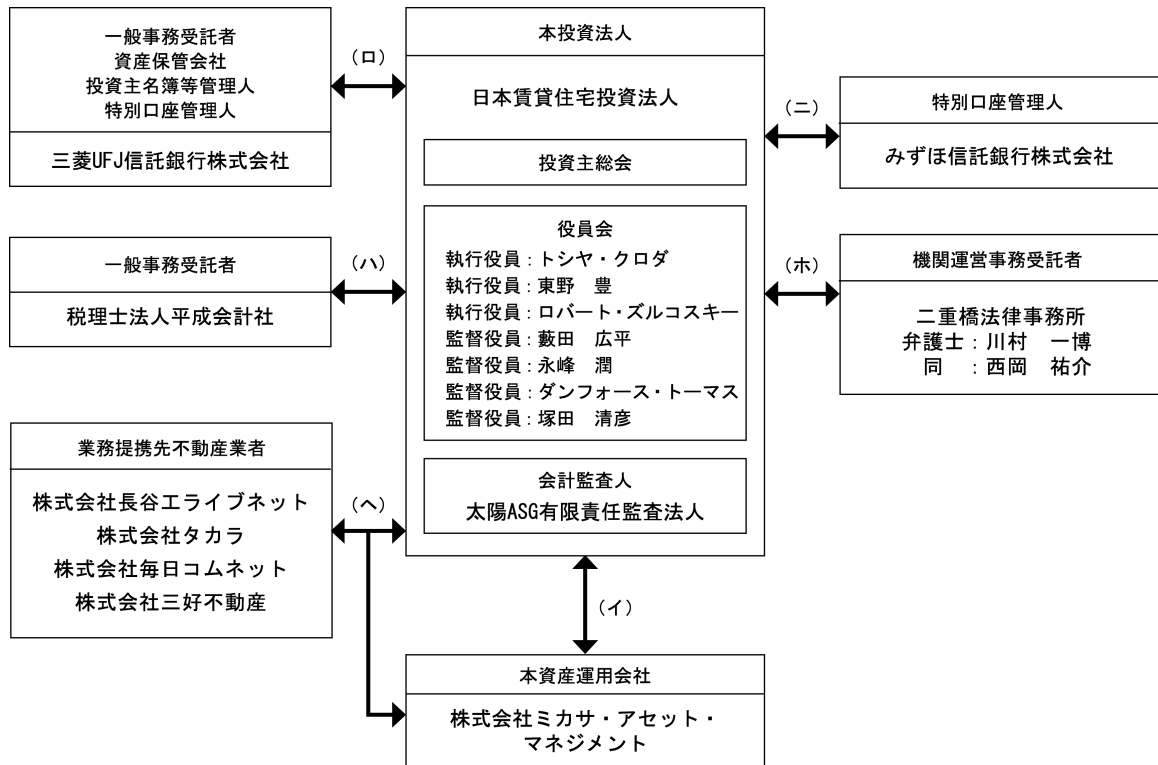 一般事務受託者
資産保管会社
投資主名簿等管理人
特別口座管理人
三菱UFJ信託銀行株式会社
(ロ)
一般事務受託者
税理士法人平成会計社
(ハ)
業務提携先不動産業者
株式会社長谷工ライブネット
株式会社タカラ
株式会社毎日コムネット
株式会社三好不動産
(ヘ)
本投資法人
日本賃貸住宅投資法人
投資主総会
役員会
執行役員:トシヤ・クロダ
執行役員:東野 豊
執行役員:ロバート・ズルコスキー
監督役員:藪田 広平
監督役員:永峰 潤
監督役員:ダンフォース・トーマス
監督役員:塚田 清彦
会計監査人
太陽ASG有限責任監査法人
(イ)
本資産運用会社
株式会社ミカサ・アセット・
マネジメント
(ニ)
特別口座管理人
みずほ信託銀行株式会社
(ホ)
機関運営事務受託者
二重橋法律事務所
弁護士:川村 一博
同 :西岡 祐介